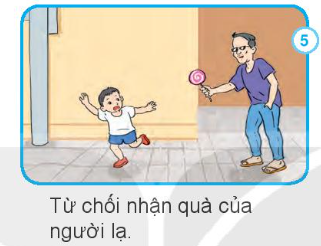 5
Từ chối nhận quà của
người lạ.